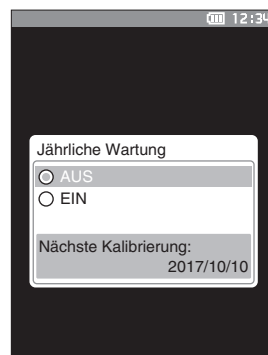 12:34
Jährliche Wartung
AUS
EIN
Nächste Kalibrierung:
2017/10/10